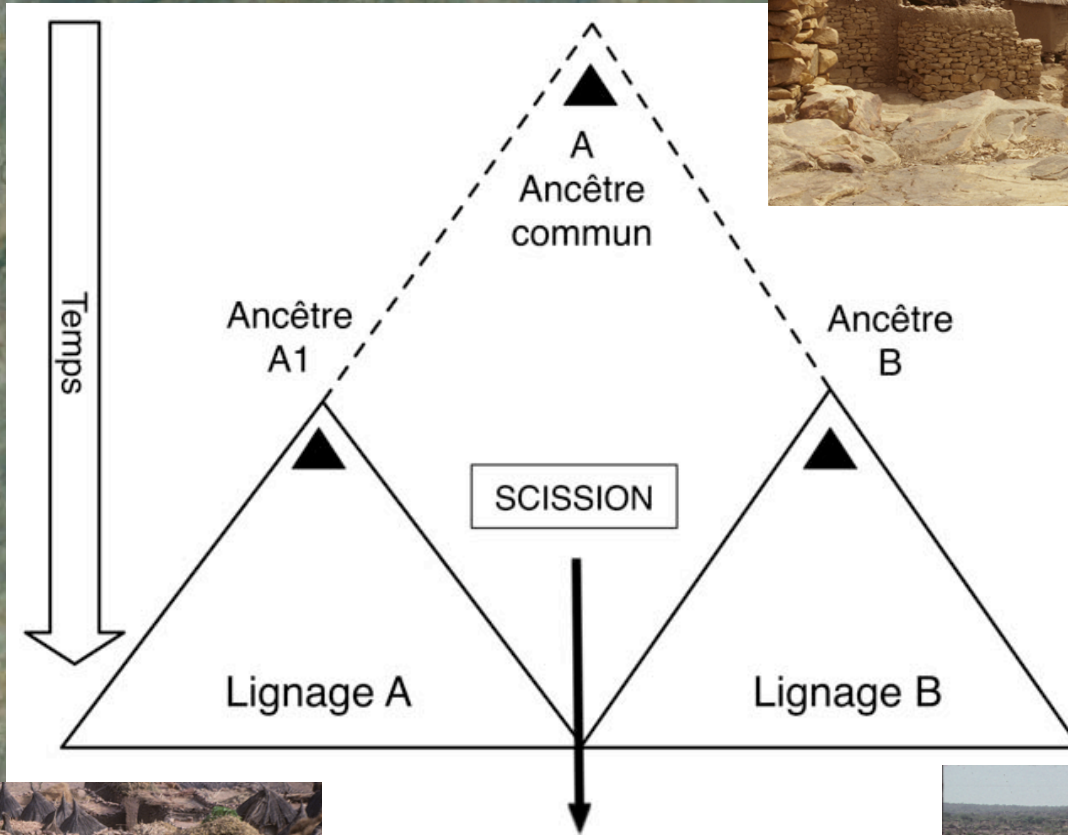 Temps
A
Ancêtre
commun
Ancêtre
A1
Ancêtre
B
SCISSION
Lignage A
Lignage B